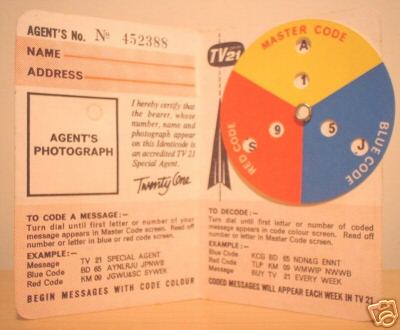 AGENT'S No. No 452388
NAME
ADDRESS
AGENT'S
PHOTOGRAPH
I hereby certify that
the bearer, whose
number, name and
photograph appear
on this Identicode is
an accredited TV 21
Special Agent.
Twenty One
TO CODE A MESSAGE:—
Turn dial until first letter or number of your
message appears in Master Code screen. Read
off number or letter in blue or red code screen.
EXAMPLE:—
Message TV 21 SPECIAL AGENT
Blue Code BD 65 AYNLRJU JPNWB
Red Code KM 09 JGWU&SC SYWEK
BEGIN MESSAGES WITH CODE COLOUR
TV21
MASTER CODE
A
1
RED CODE
9
S
BLUE CODE
5
J
TO DECODE:—
Turn dial until first letter or number of coded
message appears in code colour screen. Read off
number or letter in Master Code screen.
EXAMPLE:—
Blue Code KCG BD 65 NDN&G ENNT
Red Code TLP KM 09 WMWIP NWWB
Message BUY TV 21 EVERY WEEK
CODED MESSAGES WILL APPEAR EACH WEEK IN TV 21